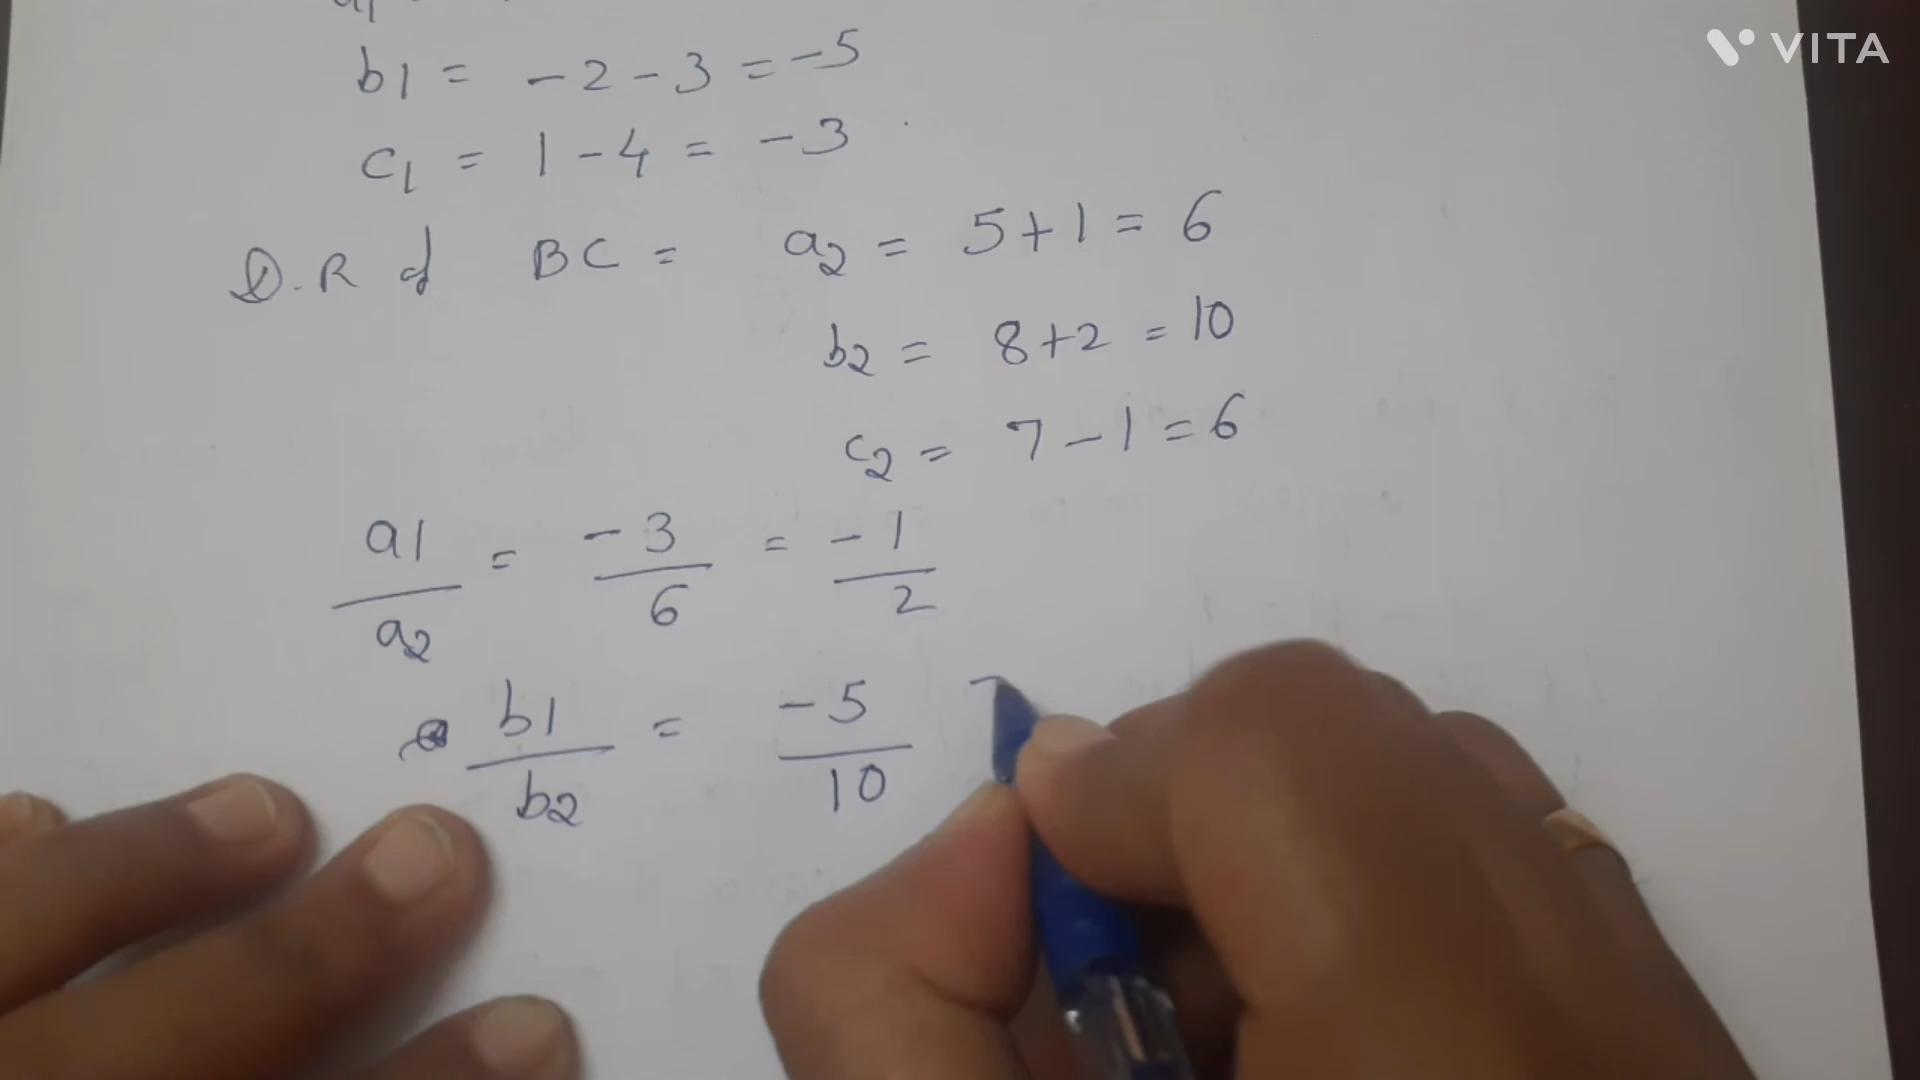 VITA
b1 = -2-3 = -5
c1 = 1-4 = -3
D.R of BC = a2 = 5+1 = 6
b2 = 8+2 = 10
c2 = 7-1 = 6
a1/a2 = -3/6 = -1/2
b1/b2 = -5/10